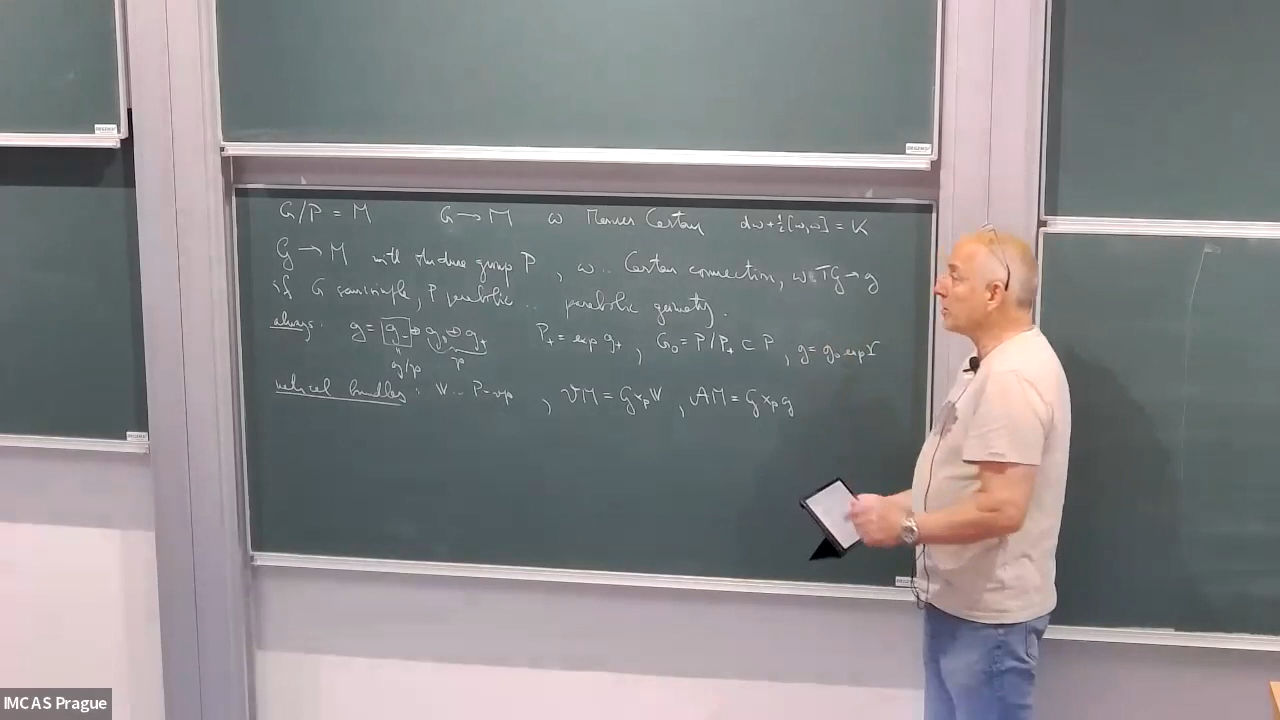 G/P = M G → M ω Maurer Cartan dω + ½[ω,ω] = K
𝒢 → M with structure group P , ω .. Cartan connection, ω: T𝒢 → 𝔤
if G semisimple, P parabolic .. parabolic geometry.
always: 𝔤 = 𝔤₋ ⊕ 𝔤₀ ⊕ 𝔤₊ P₊ = exp 𝔤₊ , G₀ = P/P₊ ⊂ P , g = g₀ exp Υ
𝔤/𝔭 𝔭
natural bundles: 𝕍 .. P-rep , 𝒱M = 𝒢 ×_P 𝕍 , 𝒜M = 𝒢 ×_P 𝔤
IMCAS Prague